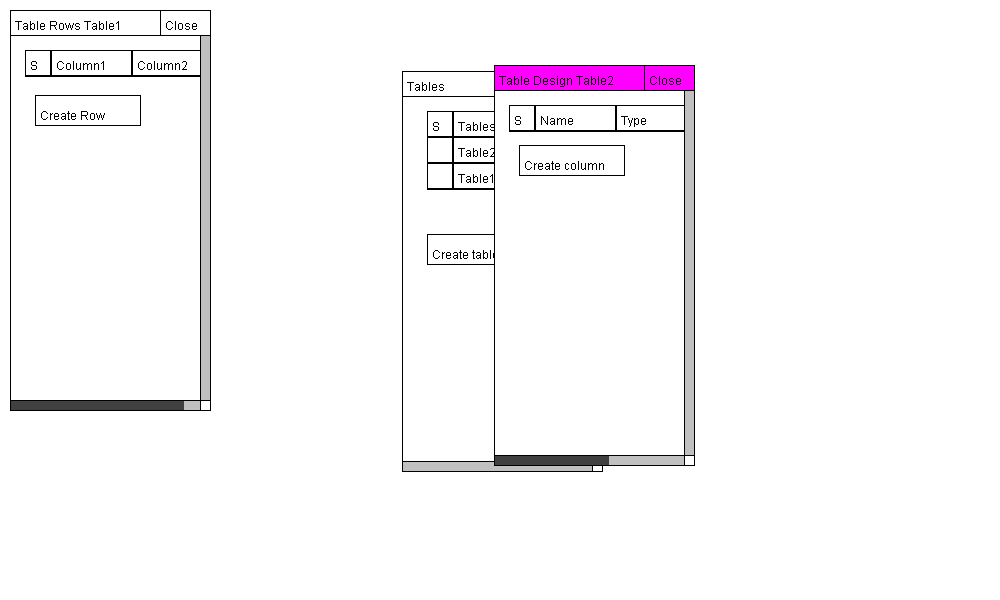 Table Rows Table1 Close
S Column1 Column2
Create Row
Tables
S Tables
Table2
Table1
Create table
Table Design Table2 Close
S Name Type
Create column